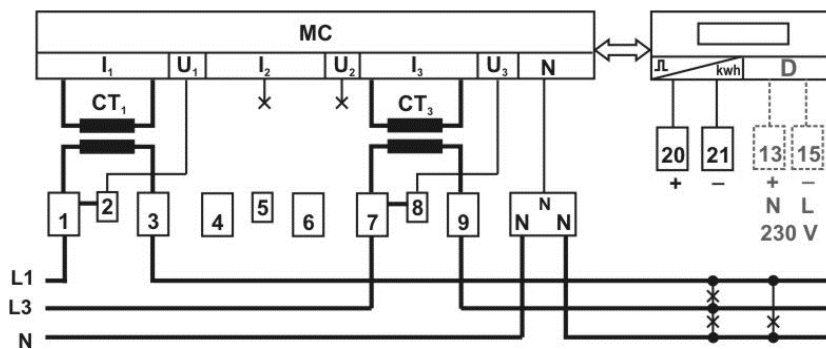 MC
I₁ U₁ I₂ U₂ I₃ U₃ N
kwh D
CT₁ CT₃
20 21 13 15
+ – + –
1 2 3 4 5 6 7 8 9 N N N
N L
230 V
L1
L3
N